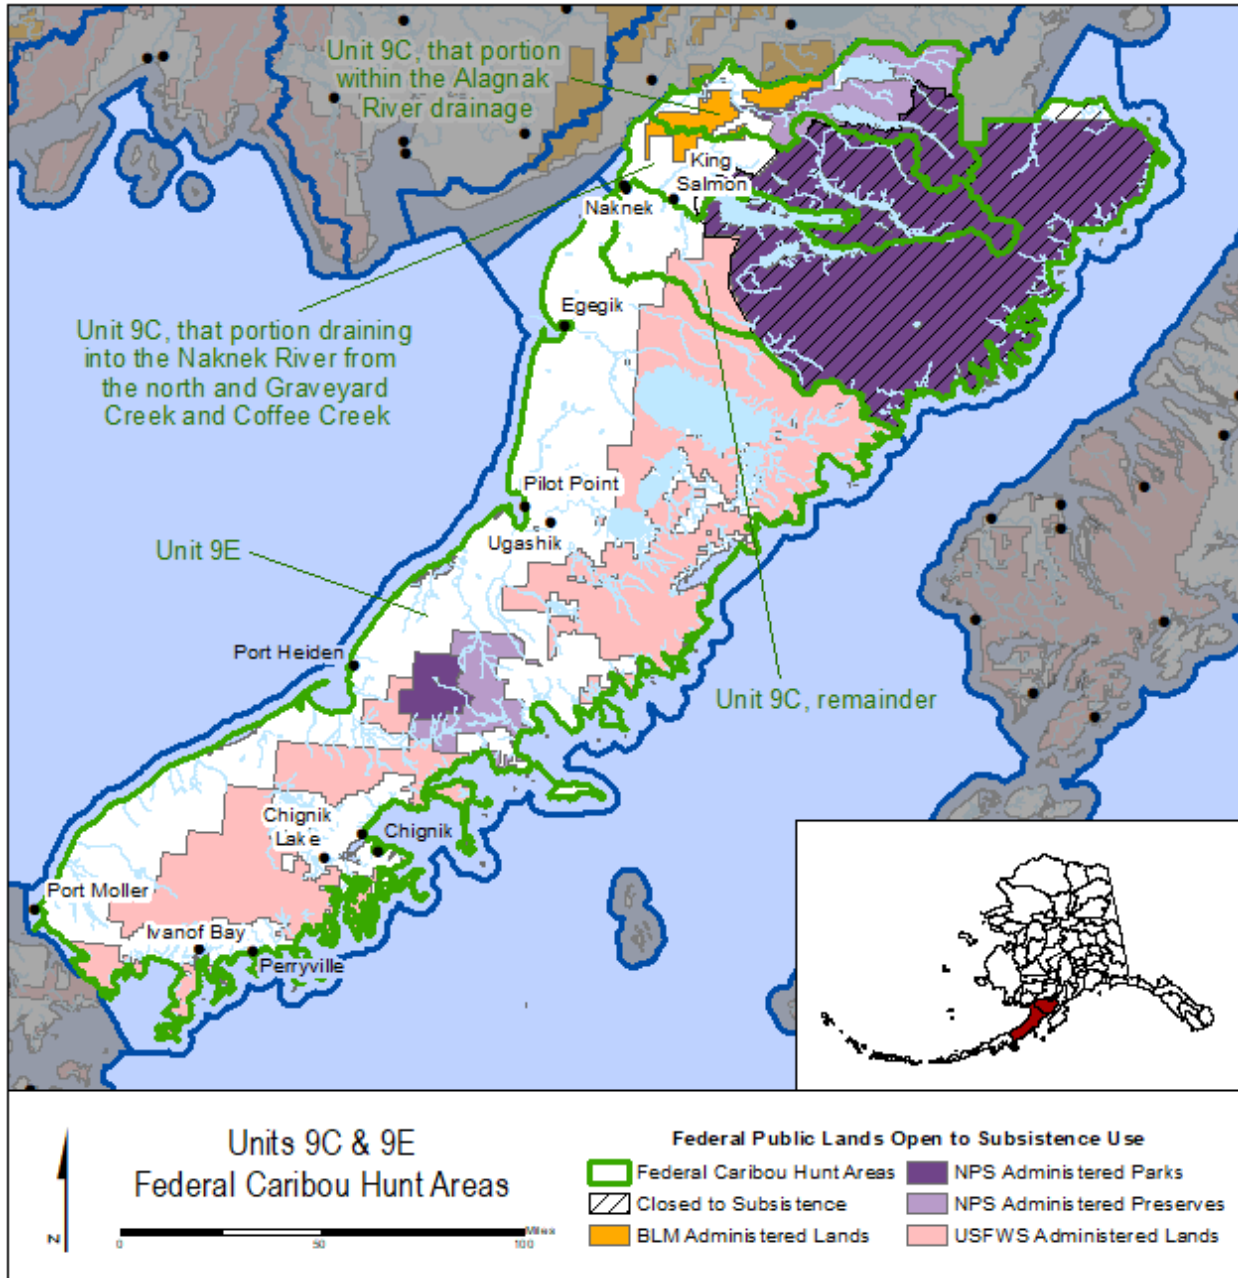 Unit 9C, that portion
within the Alagnak
River drainage
King
Salmon
Naknek
Egegik
Unit 9C, that portion draining
into the Naknek River from
the north and Graveyard
Creek and Coffee Creek
Pilot Point
Ugashik
Unit 9E
Port Heiden
Unit 9C, remainder
Chignik
Lake
Chignik
Port Moller
Ivanof Bay
Perryville
N
Units 9C & 9E
Federal Caribou Hunt Areas
Miles
0 50 100
Federal Public Lands Open to Subsistence Use
Federal Caribou Hunt Areas
Closed to Subsistence
BLM Administered Lands
NPS Administered Parks
NPS Administered Preserves
USFWS Administered Lands